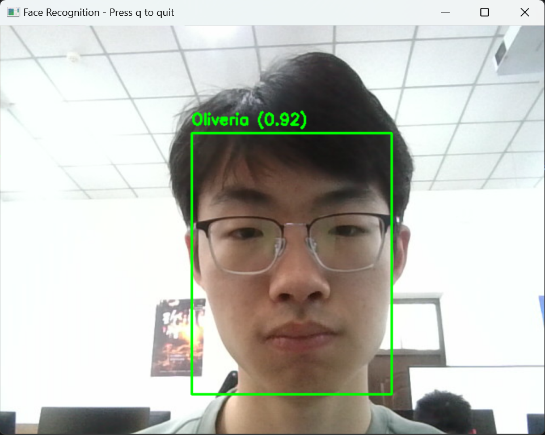 Face Recognition - Press q to quit
Oliveria (0.92)